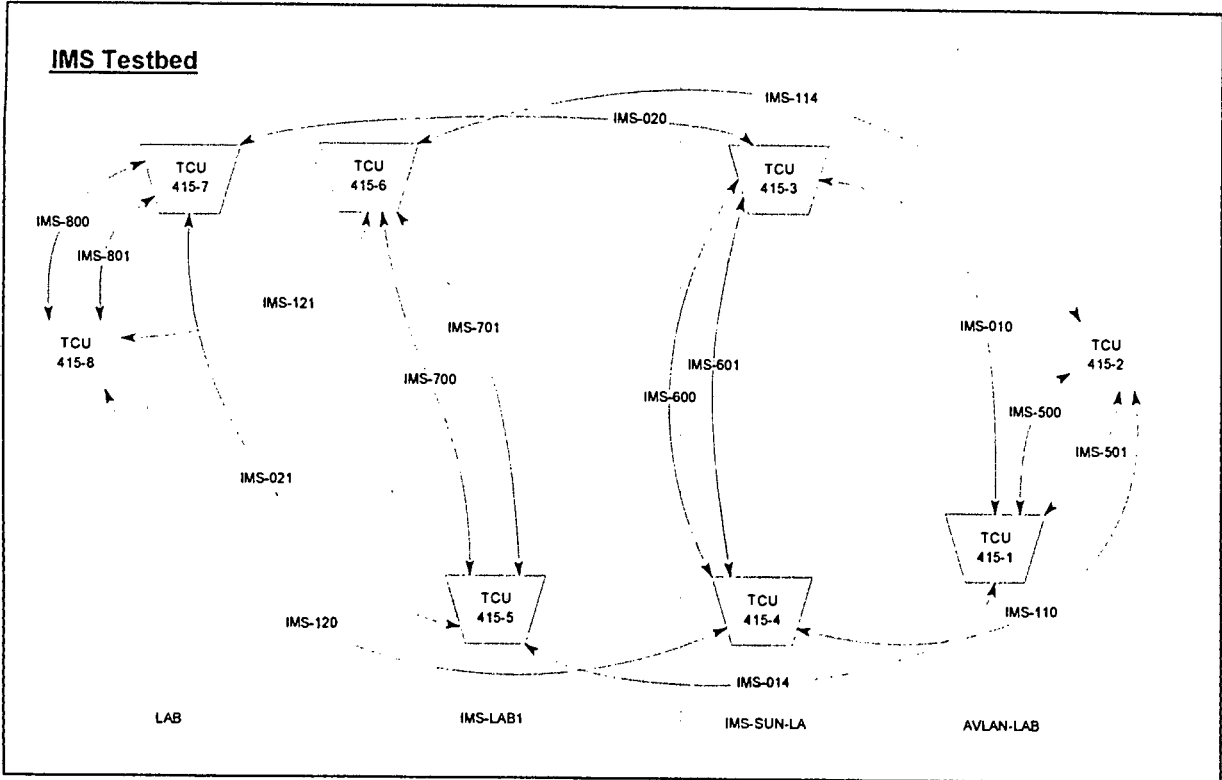 IMS Testbed
IMS-114
IMS-020
TCU
415-7
TCU
415-6
TCU
415-3
IMS-800
IMS-801
IMS-121
IMS-701
IMS-010
TCU
415-8
TCU
415-2
IMS-700
IMS-601
IMS-600
IMS-500
IMS-501
IMS-021
TCU
415-1
TCU
415-5
TCU
415-4
IMS-120
IMS-110
IMS-014
LAB
IMS-LAB1
IMS-SUN-LA
AVLAN-LAB